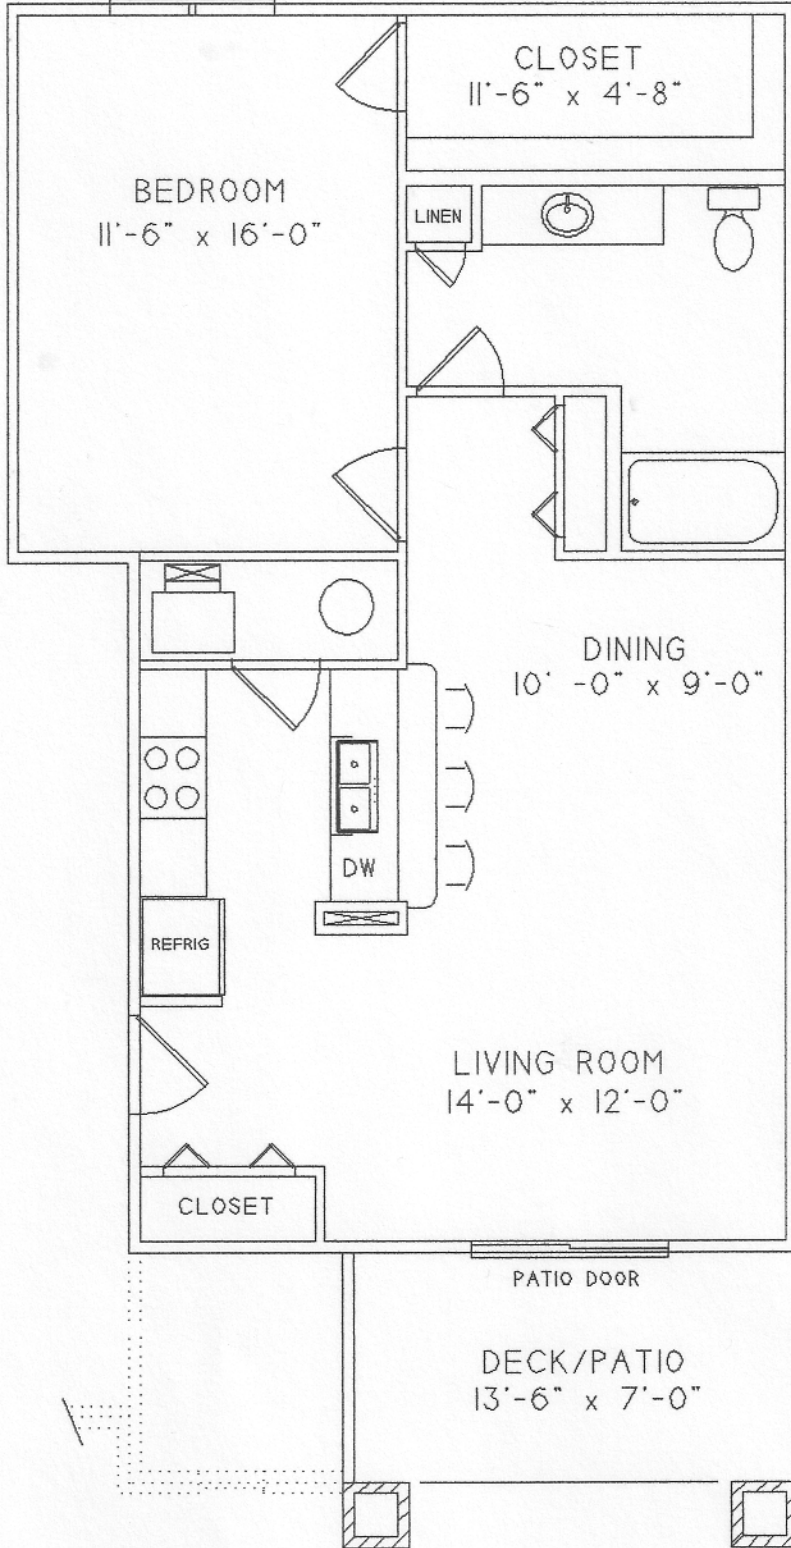 CLOSET
11'-6" x 4'-8"
BEDROOM
11'-6" x 16'-0"
LINEN
DINING
10' -0" x 9'-0"
DW
REFRIG
LIVING ROOM
14'-0" x 12'-0"
CLOSET
PATIO DOOR
DECK/PATIO
13'-6" x 7'-0"